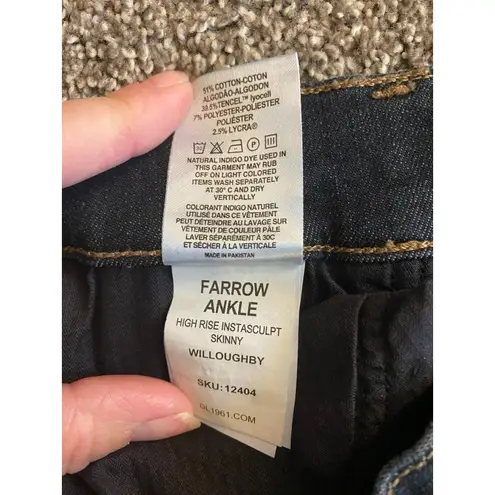 51% COTTON-COTON
ALGODÃO-ALGODON
39.5%TENCEL™ lyocell
7% POLYESTER-POLIESTER
POLIÉSTER
2.5% LYCRA®
NATURAL INDIGO DYE USED IN
THIS GARMENT MAY RUB
OFF ON LIGHT COLORED
ITEMS WASH SEPARATELY
AT 30°C AND DRY
VERTICALLY
COLORANT INDIGO NATUREL
UTILISÉ DANS CE VÊTEMENT
PEUT DÉTEINDRE AU LAVAGE SUR
VÊTEMENT DE COULEUR PÂLE
LAVER SÉPARÉMENT À 30C
ET SÉCHER À LA VERTICALE
MADE IN PAKISTAN
FARROW
ANKLE
HIGH RISE INSTASCULPT
SKINNY
WILLOUGHBY
SKU: 12404
DL1961.COM